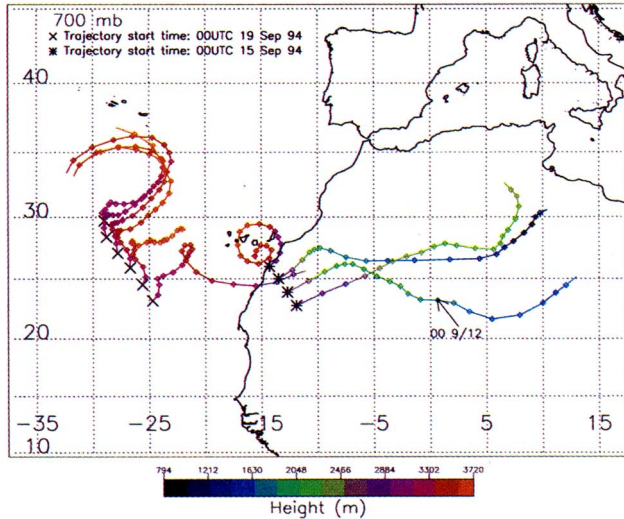 700 mb
× Trajectory start time: 00UTC 19 Sep 94
* Trajectory start time: 00UTC 15 Sep 94
40
30
20
00 9/12
-35 -25 -15 -5 5 15
10
794 1212 1630 2048 2466 2884 3302 3720
Height (m)